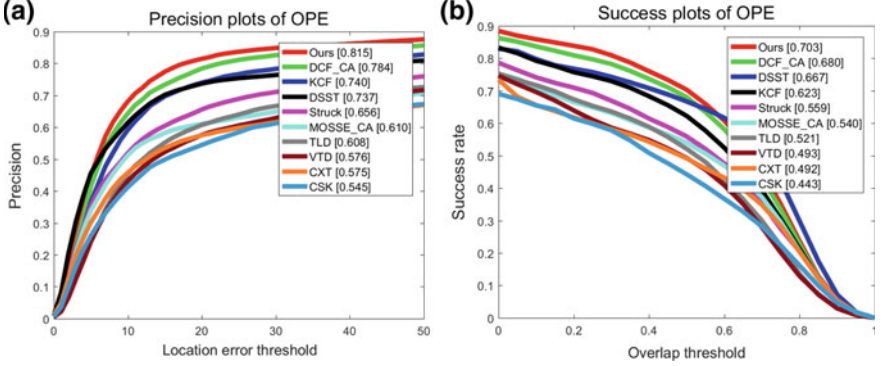 (a)
Precision plots of OPE
Precision
0.9
0.8
0.7
0.6
0.5
0.4
0.3
0.2
0.1
0
0 10 20 30 40 50
Location error threshold
Ours [0.815]
DCF_CA [0.784]
KCF [0.740]
DSST [0.737]
Struck [0.656]
MOSSE_CA [0.610]
TLD [0.608]
VTD [0.576]
CXT [0.575]
CSK [0.545]
(b)
Success plots of OPE
Success rate
0.9
0.8
0.7
0.6
0.5
0.4
0.3
0.2
0.1
0
0 0.2 0.4 0.6 0.8 1
Overlap threshold
Ours [0.703]
DCF_CA [0.680]
DSST [0.667]
KCF [0.623]
Struck [0.559]
MOSSE_CA [0.540]
TLD [0.521]
VTD [0.493]
CXT [0.492]
CSK [0.443]